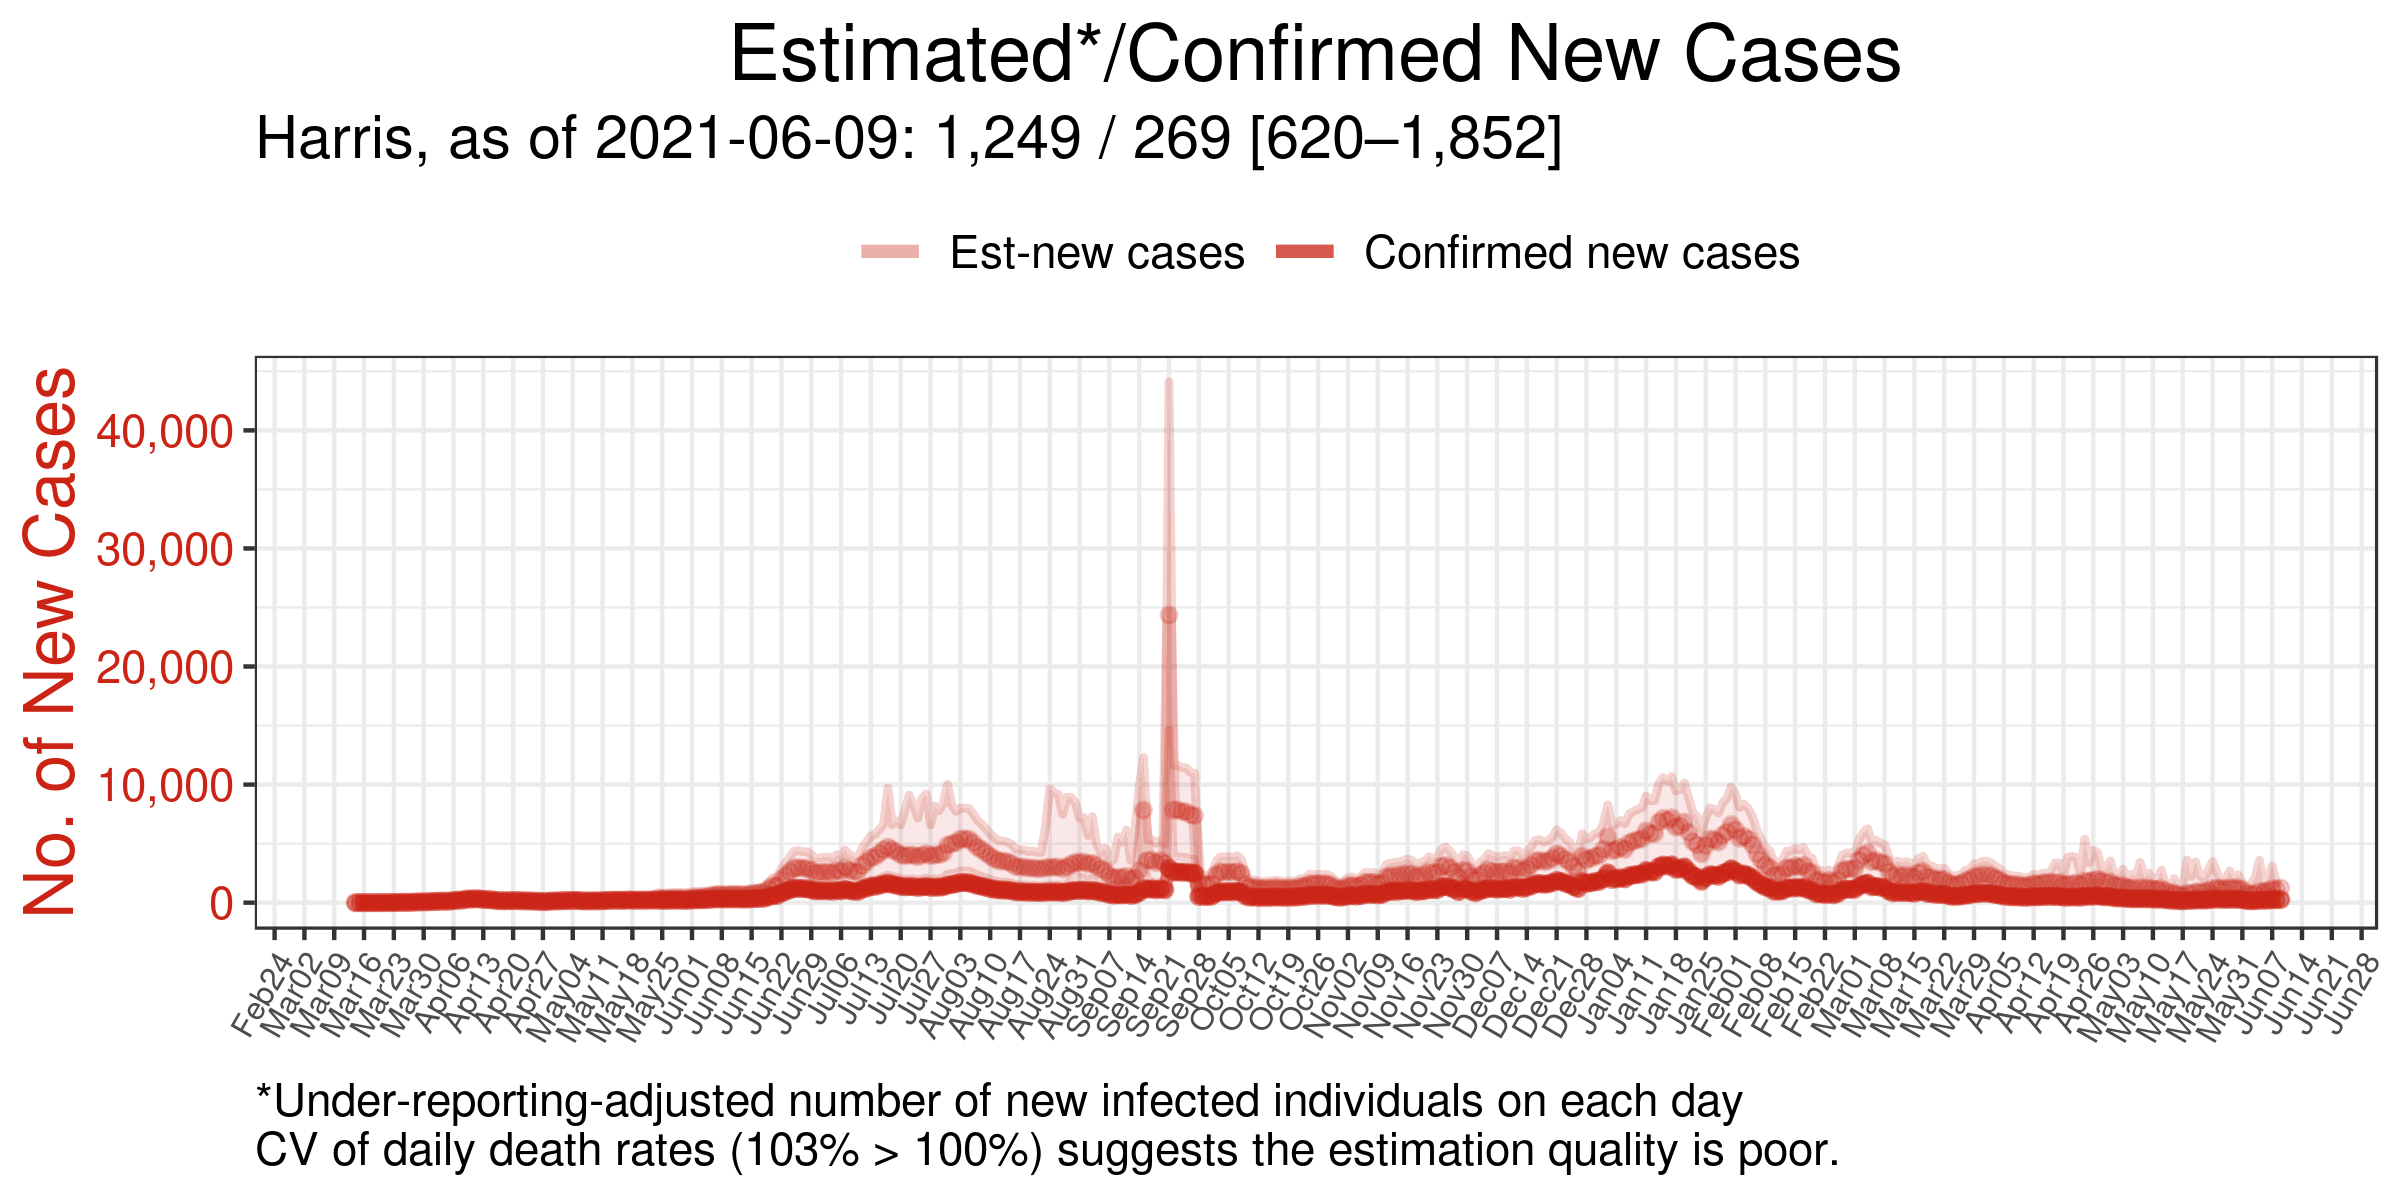 Estimated*/Confirmed New Cases
Harris, as of 2021-06-09: 1,249 / 269 [620–1,852]
Est-new cases Confirmed new cases
No. of New Cases
40,000
30,000
20,000
10,000
0
Feb24 Mar02 Mar09 Mar16 Mar23 Mar30 Apr06 Apr13 Apr20 Apr27 May04 May11 May18 May25 Jun01 Jun08 Jun15 Jun22 Jun29 Jul06 Jul13 Jul20 Jul27 Aug03 Aug10 Aug17 Aug24 Aug31 Sep07 Sep14 Sep21 Sep28 Oct05 Oct12 Oct19 Oct26 Nov02 Nov09 Nov16 Nov23 Nov30 Dec07 Dec14 Dec21 Dec28 Jan04 Jan11 Jan18 Jan25 Feb01 Feb08 Feb15 Feb22 Mar01 Mar08 Mar15 Mar22 Mar29 Apr05 Apr12 Apr19 Apr26 May03 May10 May17 May24 May31 Jun07 Jun14 Jun21 Jun28
*Under-reporting-adjusted number of new infected individuals on each day
CV of daily death rates (103% > 100%) suggests the estimation quality is poor.